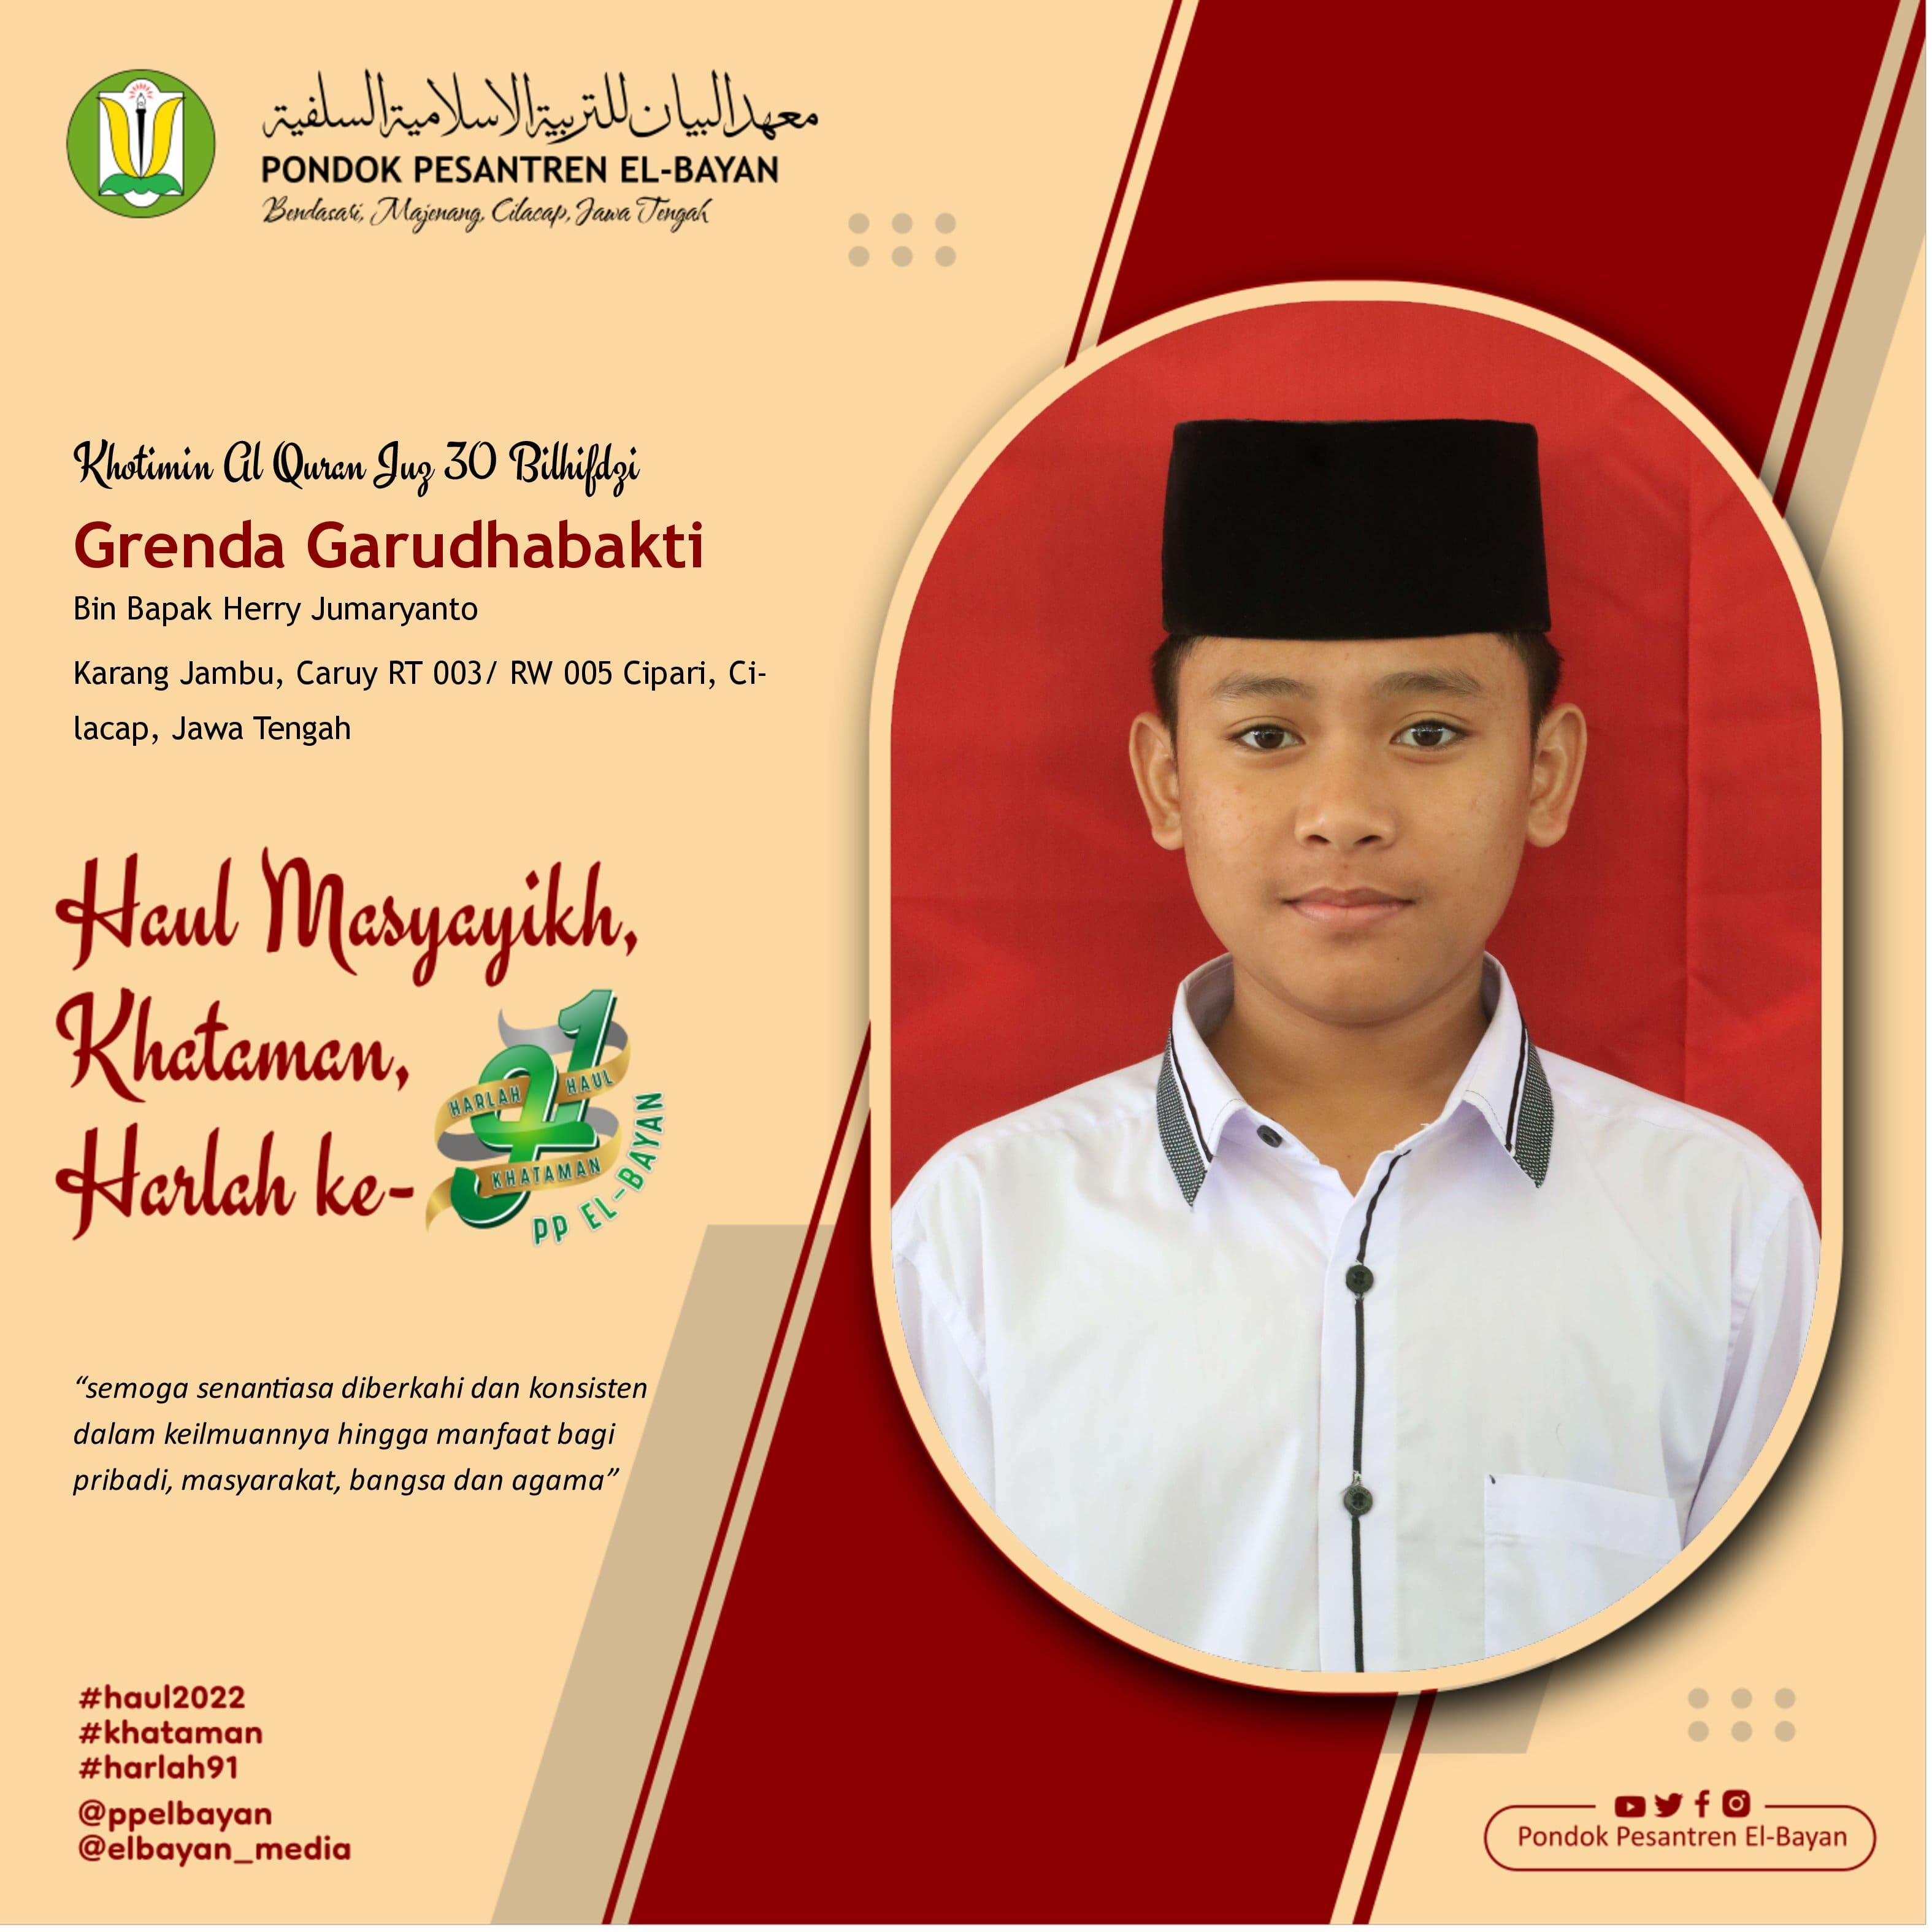 معهد البيان للتربية الاسلامية السلفية
PONDOK PESANTREN EL-BAYAN
Bendasari, Majenang, Cilacap, Jawa Tengah
Khotimin Al Quran Juz 30 Bilhifdzi
Grenda Garudhabakti
Bin Bapak Herry Jumaryanto
Karang Jambu, Caruy RT 003/ RW 005 Cipari, Ci-
lacap, Jawa Tengah
Haul Masyayikh,
Khataman,
Harlah ke-
91
HARLAH HAUL
KHATAMAN
PP EL-BAYAN
“semoga senantiasa diberkahi dan konsisten
dalam keilmuannya hingga manfaat bagi
pribadi, masyarakat, bangsa dan agama”
#haul2022
#khataman
#harlah91
@ppelbayan
@elbayan_media
Pondok Pesantren El-Bayan